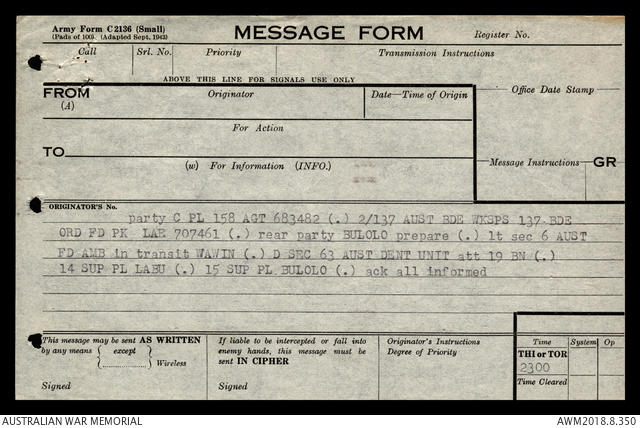 Army Form C2136 (Small)
(Pads of 100). (Adapted Sept, 1943)
MESSAGE FORM
Register No.
Call
Srl. No.
Priority
Transmission Instructions
ABOVE THIS LINE FOR SIGNALS USE ONLY
FROM
(A)
Originator
Date—Time of Origin
Office Date Stamp
For Action
TO
(w) For Information (INFO.)
Message Instructions
GR
ORIGINATOR'S No.
party C PL 158 AGT 683482 (.) 2/137 AUST BDE WKSPS 137 BDE
ORD FD PK LAE 707461 (.) rear party BULOLO prepare (.) lt sec 6 AUST
FD AMB in transit WAWIN (.) D SEC 63 AUST DENT UNIT att 19 BN (.)
14 SUP PL LABU (.) 15 SUP PL BULOLO (.) ack all informed
This message may be sent AS WRITTEN
by any means { except } Wireless
Signed
If liable to be intercepted or fall into
enemy hands, this message must be
sent IN CIPHER
Signed
Originator's Instructions
Degree of Priority
Time
System
Op
THI or TOR
2300
Time Cleared
AUSTRALIAN WAR MEMORIAL
AWM2018.8.350